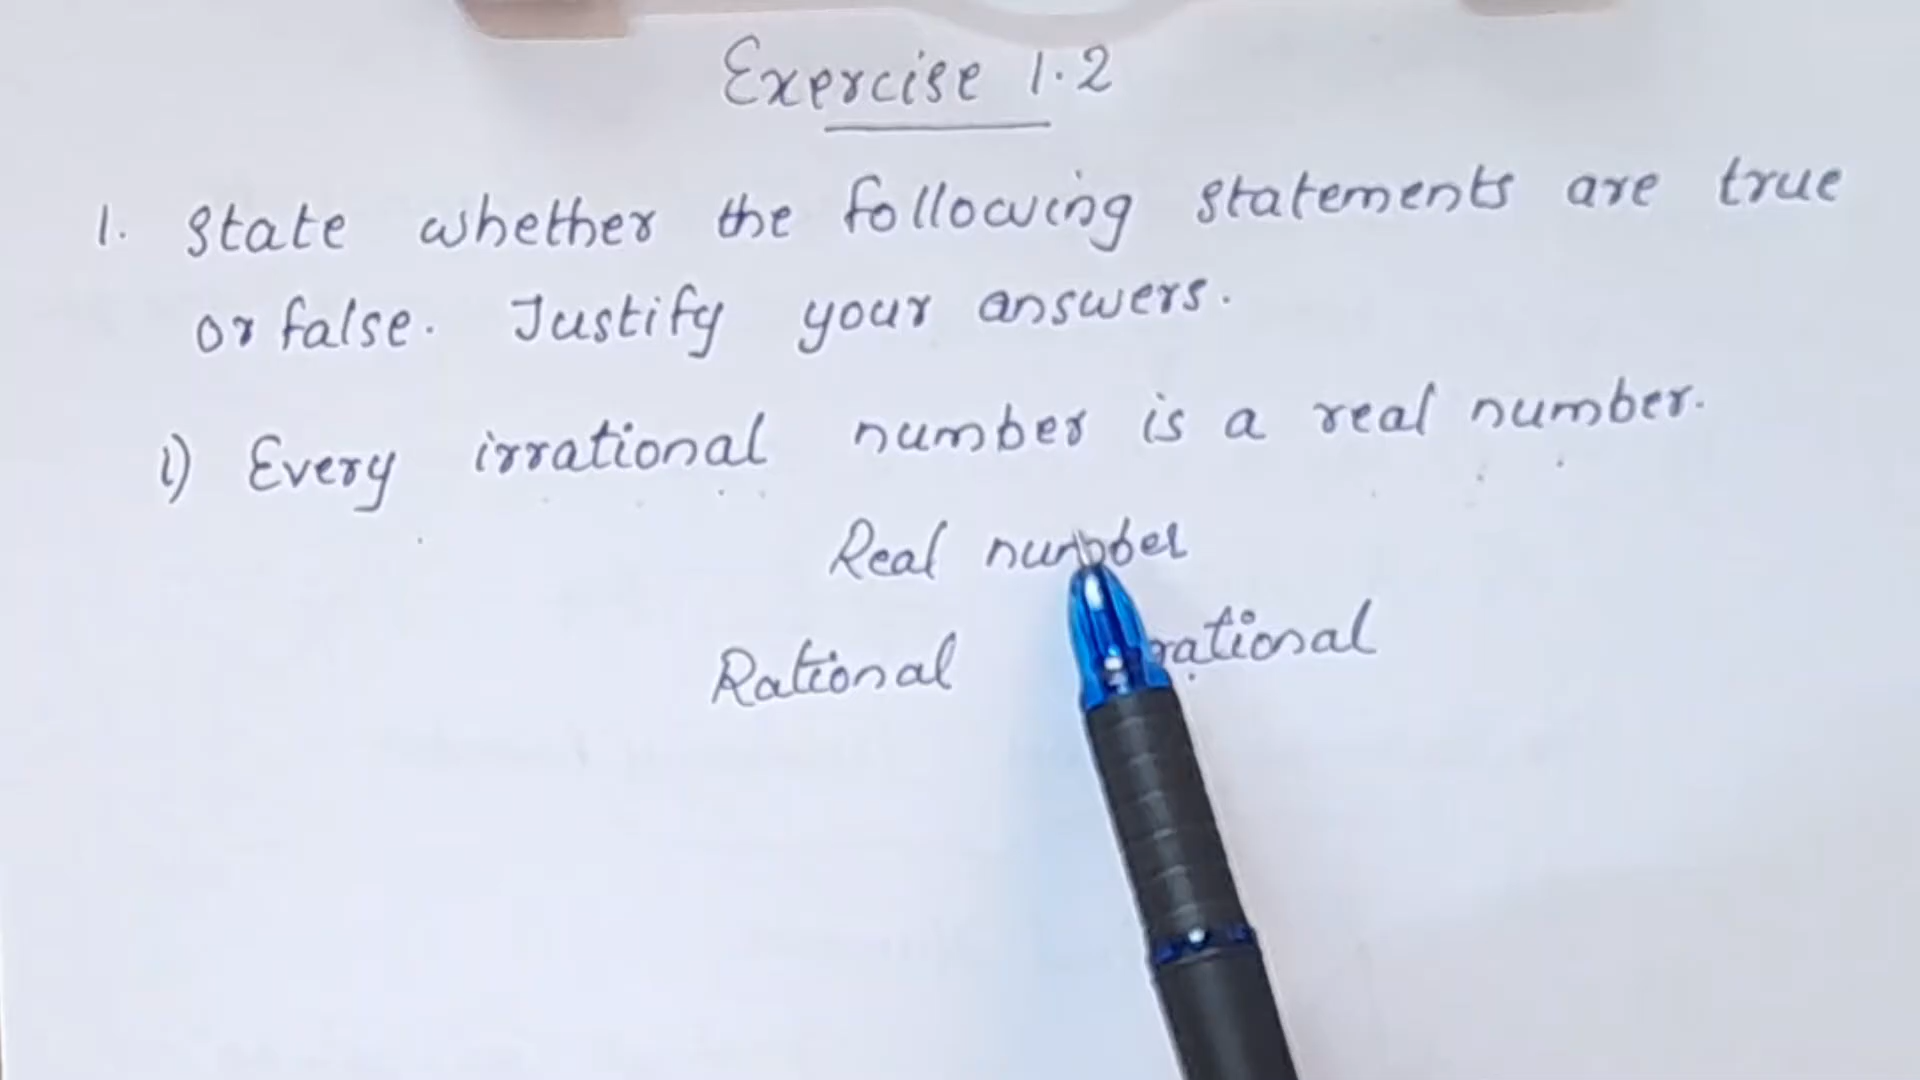 Exercise 1.2
1. State whether the following statements are true
or false. Justify your answers.
i) Every irrational number is a real number.
Real number
Rational